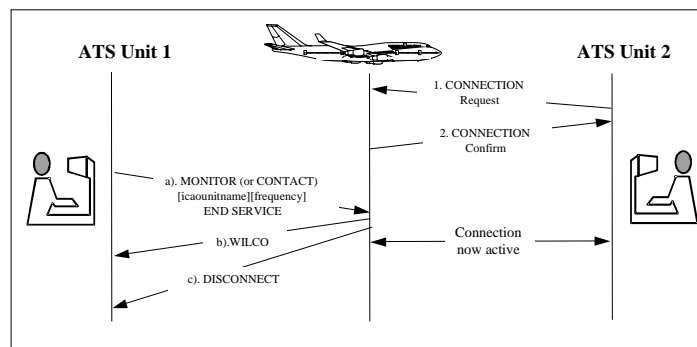 ATS Unit 1
ATS Unit 2
1. CONNECTION
Request
2. CONNECTION
Confirm
a). MONITOR (or CONTACT)
[icaounitname][frequency]
END SERVICE
b).WILCO
Connection
now active
c). DISCONNECT